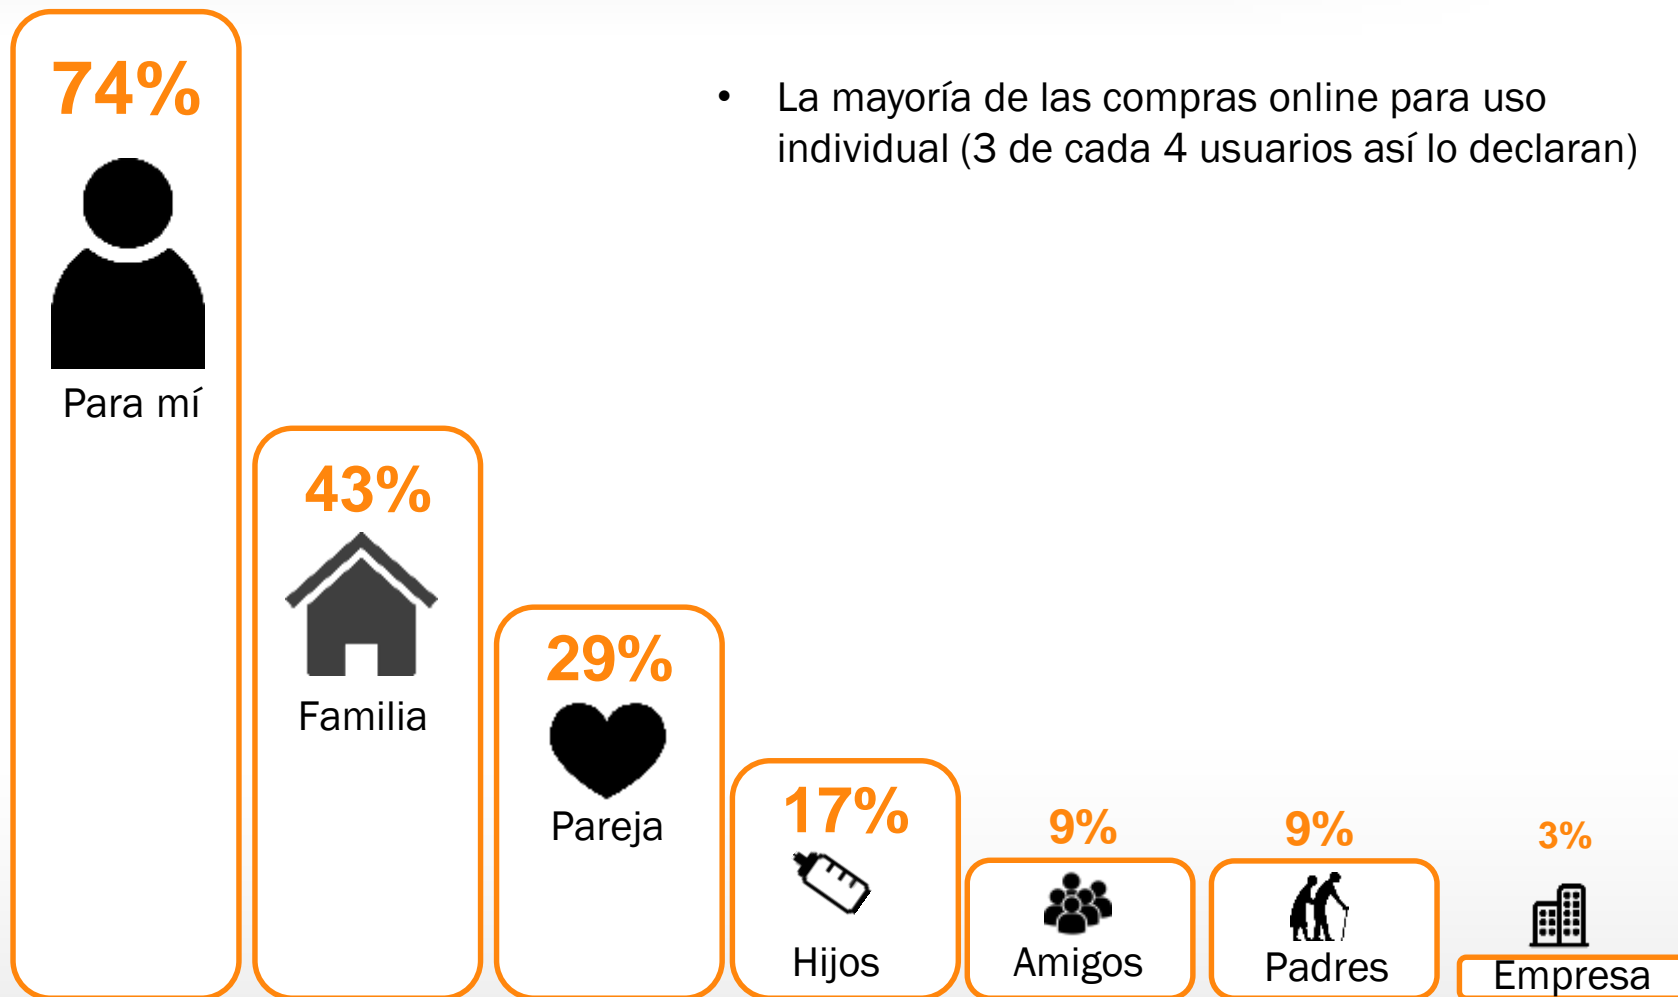 74%
Para mí
• La mayoría de las compras online para uso
individual (3 de cada 4 usuarios así lo declaran)
43%
Familia
29%
Pareja
17%
Hijos
9%
Amigos
9%
Padres
3%
Empresa